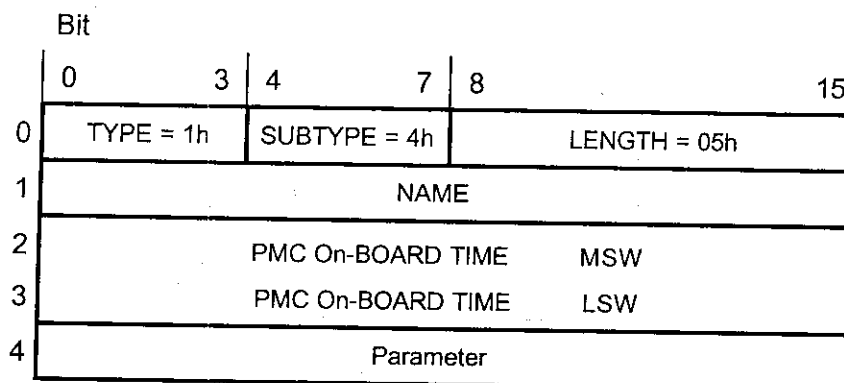 Bit
0 3 4 7 8 15
0 TYPE = 1h SUBTYPE = 4h LENGTH = 05h
1 NAME
2 PMC On-BOARD TIME MSW
3 PMC On-BOARD TIME LSW
4 Parameter